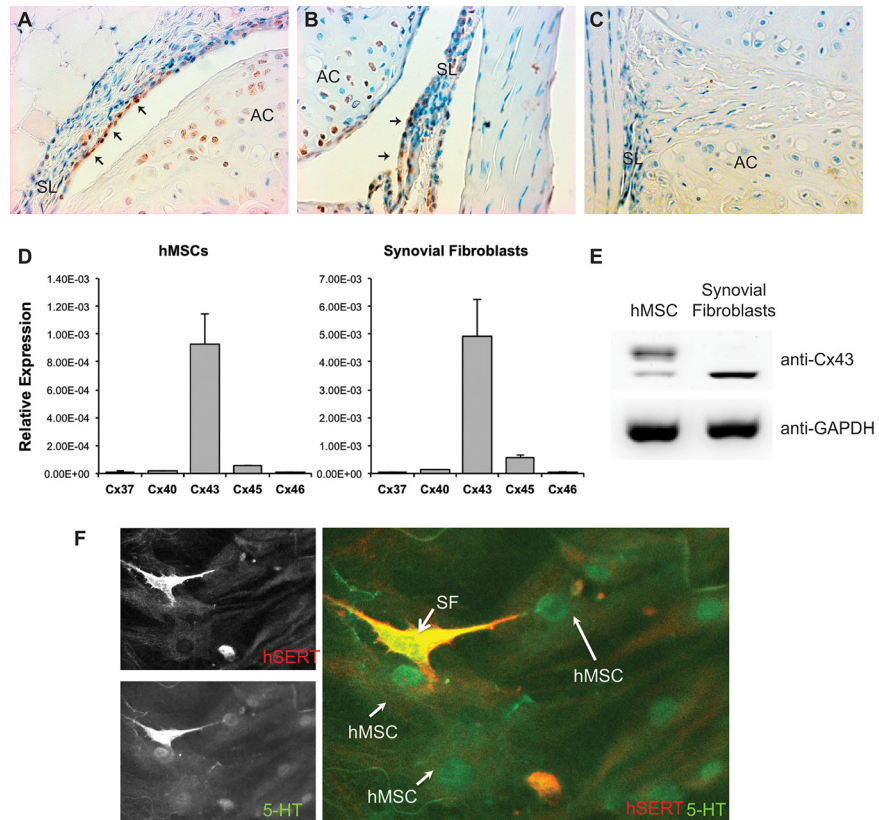 A
SL
AC
B
AC
SL
C
SL
AC
D
hMSCs
Relative Expression
1.40E-03
1.20E-03
1.00E-03
8.00E-04
6.00E-04
4.00E-04
2.00E-04
0.00E+00
Cx37 Cx40 Cx43 Cx45 Cx46
Synovial Fibroblasts
7.00E-03
6.00E-03
5.00E-03
4.00E-03
3.00E-03
2.00E-03
1.00E-03
0.00E+00
Cx37 Cx40 Cx43 Cx45 Cx46
E
hMSC
Synovial
Fibroblasts
anti-Cx43
anti-GAPDH
F
hSERT
5-HT
SF
hMSC
hMSC
hMSC
hSERT 5-HT